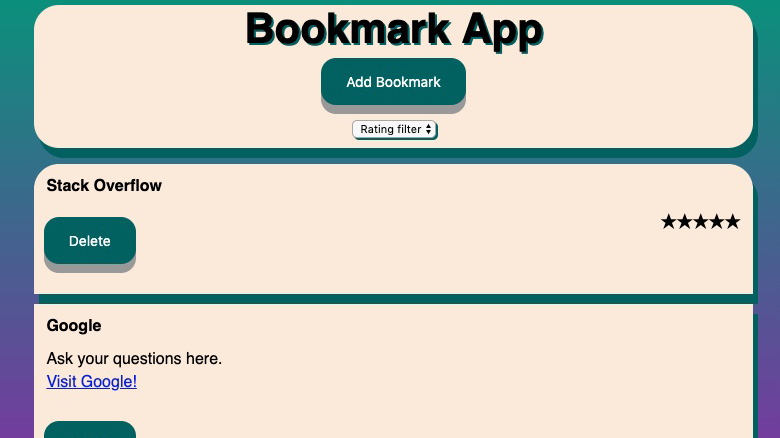 Bookmark App
Add Bookmark
Rating filter
Stack Overflow
★★★★★
Delete
Google
Ask your questions here.
Visit Google!